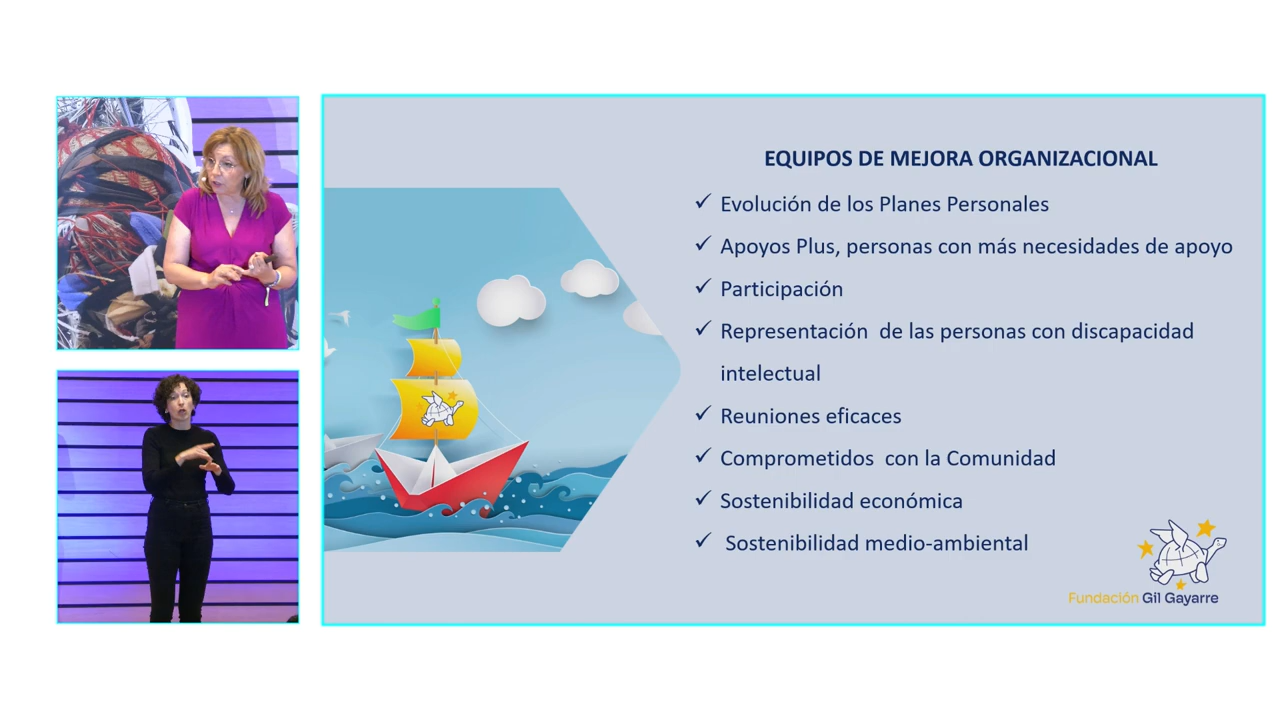 EQUIPOS DE MEJORA ORGANIZACIONAL
✓ Evolución de los Planes Personales
✓ Apoyos Plus, personas con más necesidades de apoyo
✓ Participación
✓ Representación  de las personas con discapacidad
intelectual
✓ Reuniones eficaces
✓ Comprometidos  con la Comunidad
✓ Sostenibilidad económica
✓ Sostenibilidad medio-ambiental
Fundación Gil Gayarre